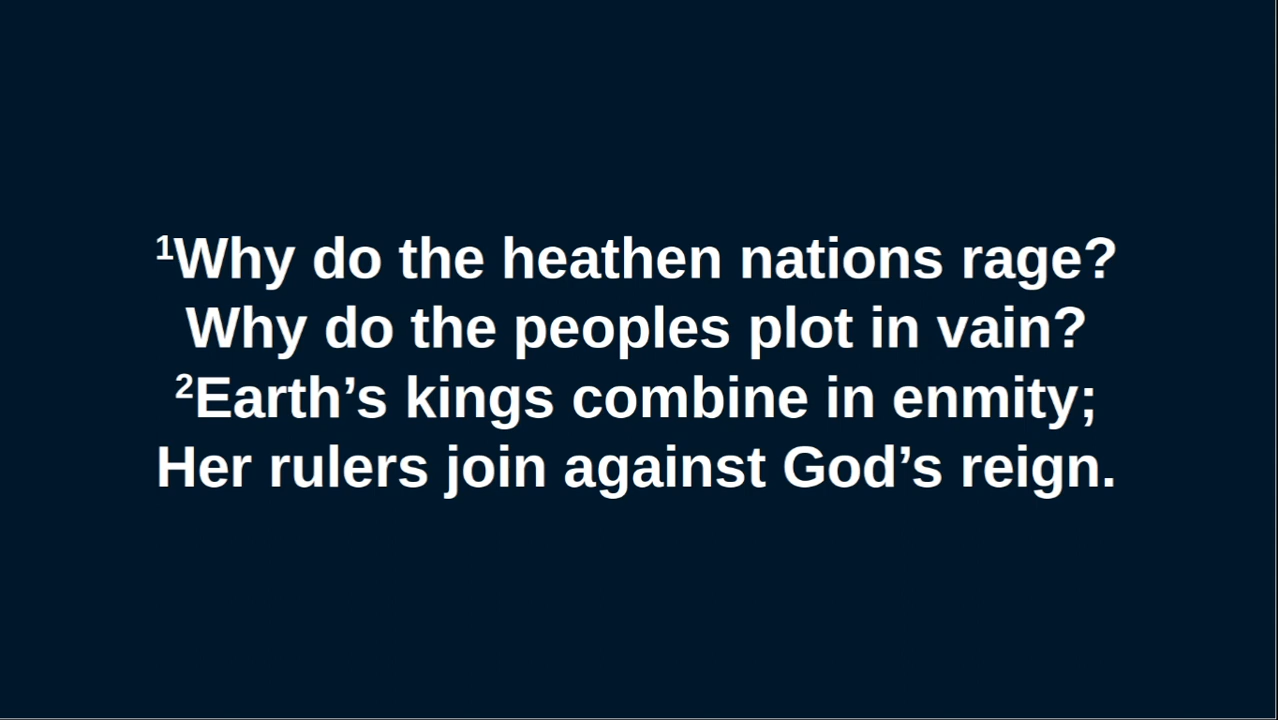 ¹Why do the heathen nations rage?
Why do the peoples plot in vain?
²Earth’s kings combine in enmity;
Her rulers join against God’s reign.